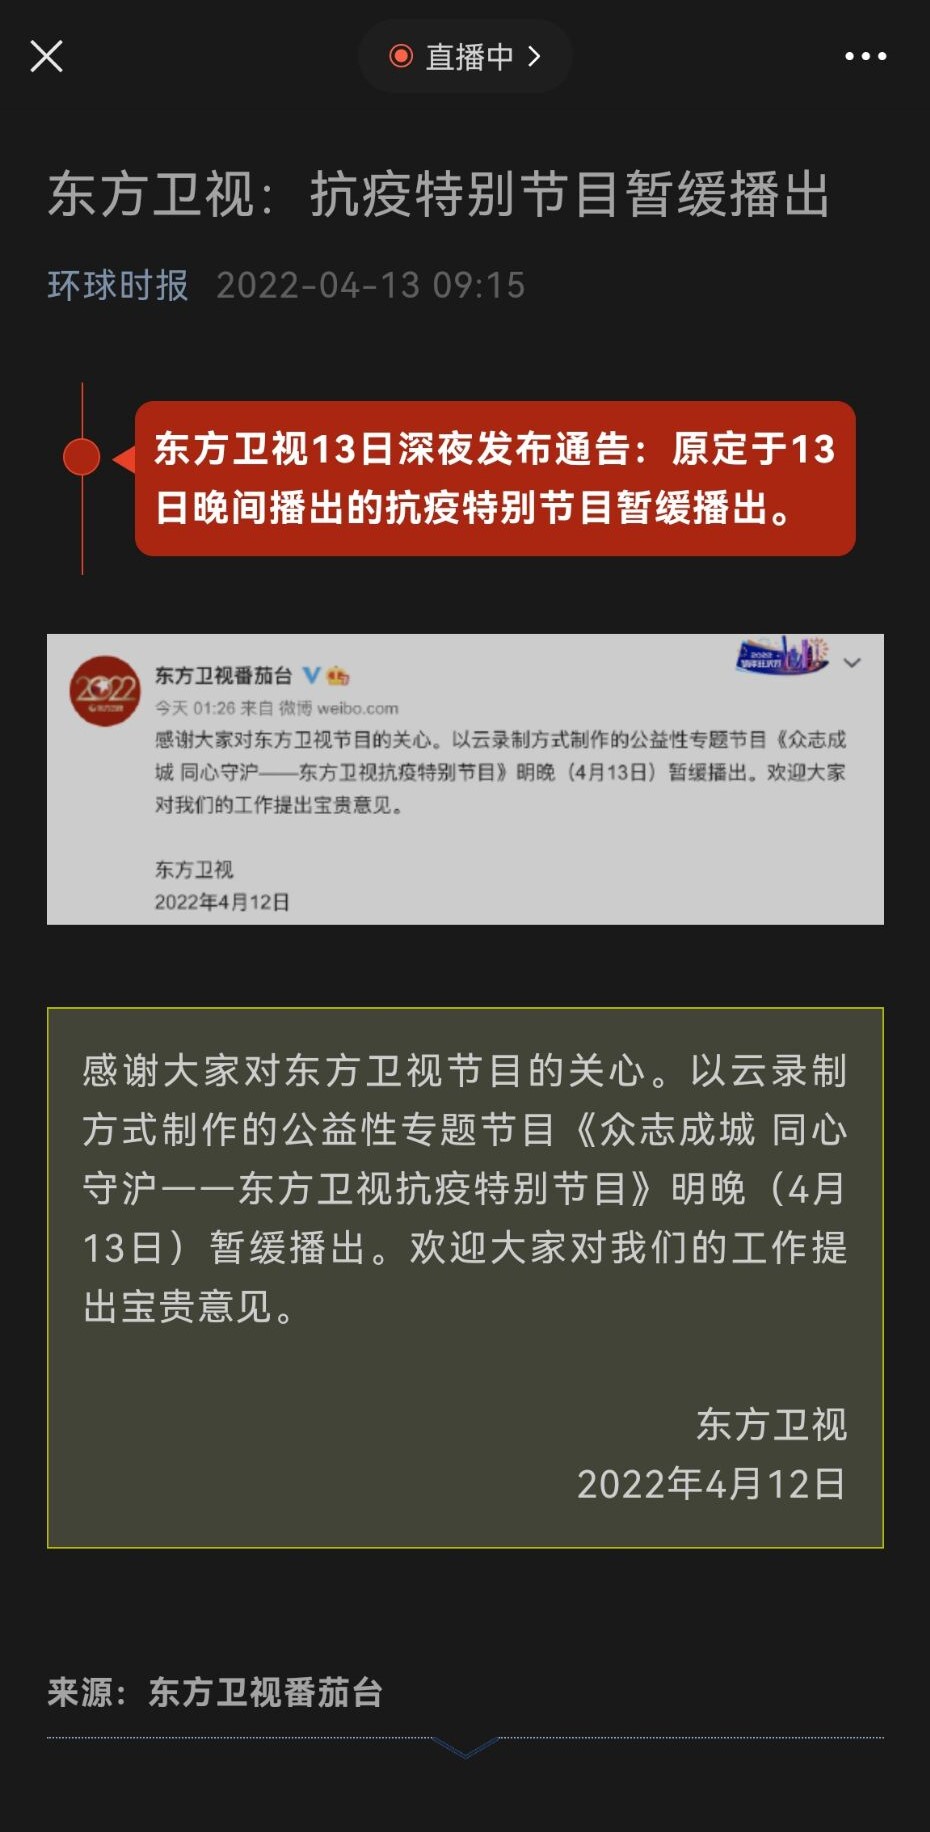 直播中
东方卫视：抗疫特别节目暂缓播出
环球时报 2022-04-13 09:15
东方卫视13日深夜发布通告：原定于13
日晚间播出的抗疫特别节目暂缓播出。
2022
东方卫视番茄台
今天 01:26 来自 微博 weibo.com
感谢大家对东方卫视节目的关心。以云录制方式制作的公益性专题节目《众志成
城 同心守沪——东方卫视抗疫特别节目》明晚（4月13日）暂缓播出。欢迎大家
对我们的工作提出宝贵意见。
东方卫视
2022年4月12日
感谢大家对东方卫视节目的关心。以云录制
方式制作的公益性专题节目《众志成城 同心
守沪——东方卫视抗疫特别节目》明晚（4月
13日）暂缓播出。欢迎大家对我们的工作提
出宝贵意见。
东方卫视
2022年4月12日
来源：东方卫视番茄台